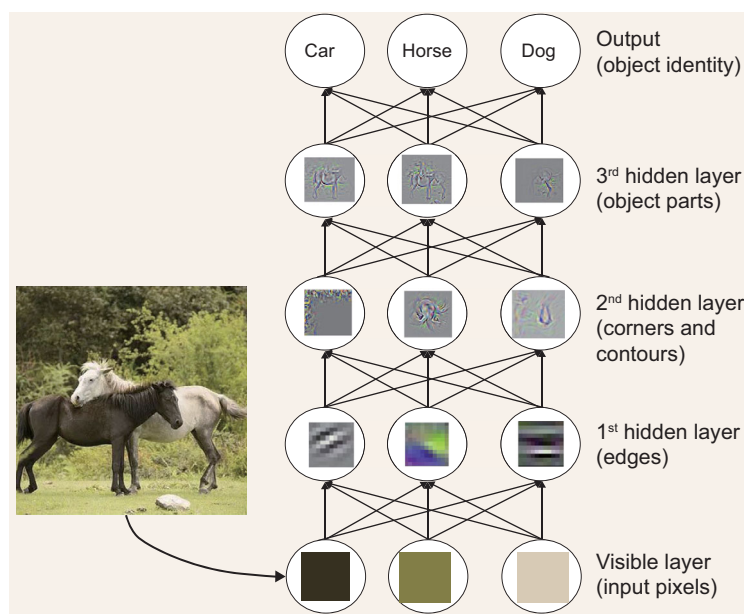 Car
Horse
Dog
Output
(object identity)
3rd hidden layer
(object parts)
2nd hidden layer
(corners and
contours)
1st hidden layer
(edges)
Visible layer
(input pixels)